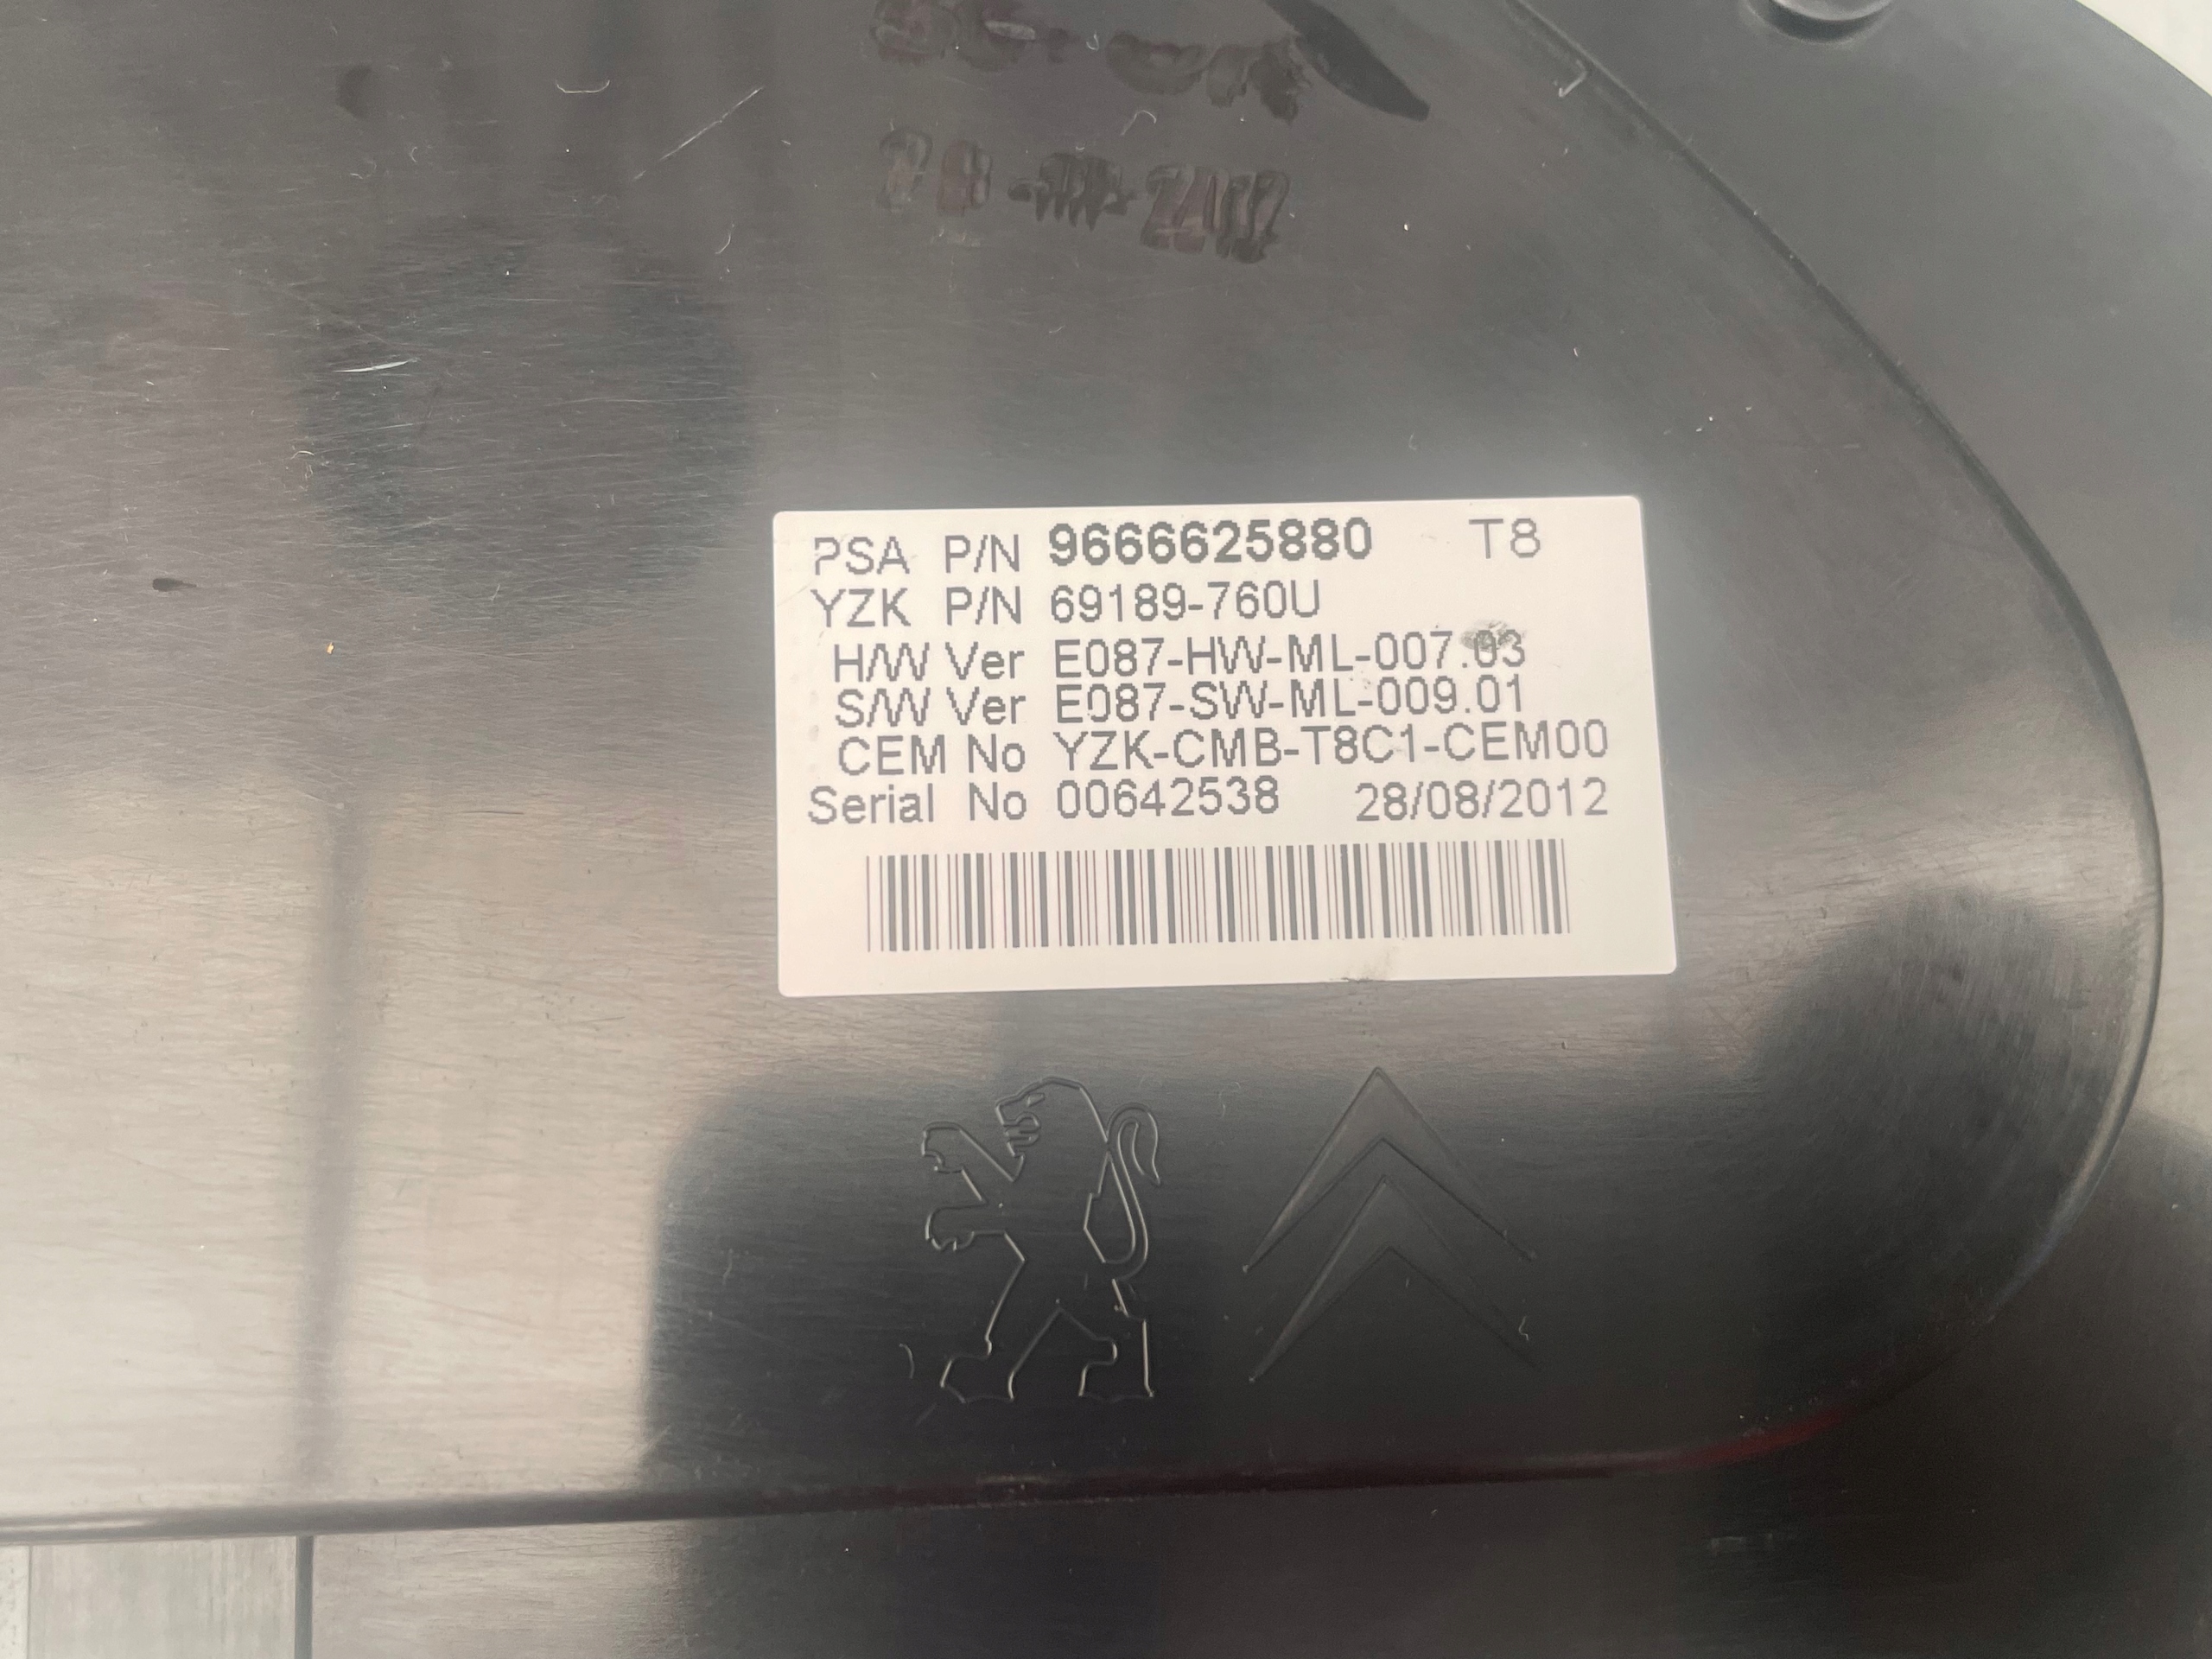 PSA P/N 9666625880 T8
YZK P/N 69189-760U
H/W Ver E087-HW-ML-007.03
S/W Ver E087-SW-ML-009.01
CEM No YZK-CMB-T8C1-CEM00
Serial No 00642538 28/08/2012